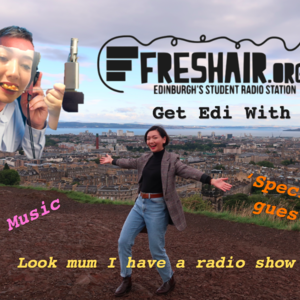 FRESHAIR.ORG
EDINBURGH'S STUDENT RADIO STATION
Get Edi With
Music
Look mum I have a radio show